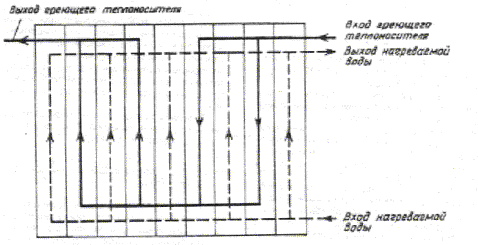 Выход греющего теплоносителя
Вход греющего
теплоносителя
Выход нагреваемой
воды
Вход нагреваемой
воды